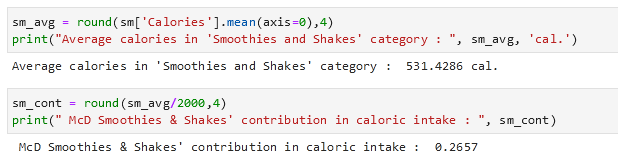 sm_avg = round(sm['Calories'].mean(axis=0),4)
print("Average calories in 'Smoothies and Shakes' category : ", sm_avg, 'cal.')
Average calories in 'Smoothies and Shakes' category :  531.4286 cal.
sm_cont = round(sm_avg/2000,4)
print(" McD Smoothies & Shakes' contribution in caloric intake : ", sm_cont)
 McD Smoothies & Shakes' contribution in caloric intake :  0.2657